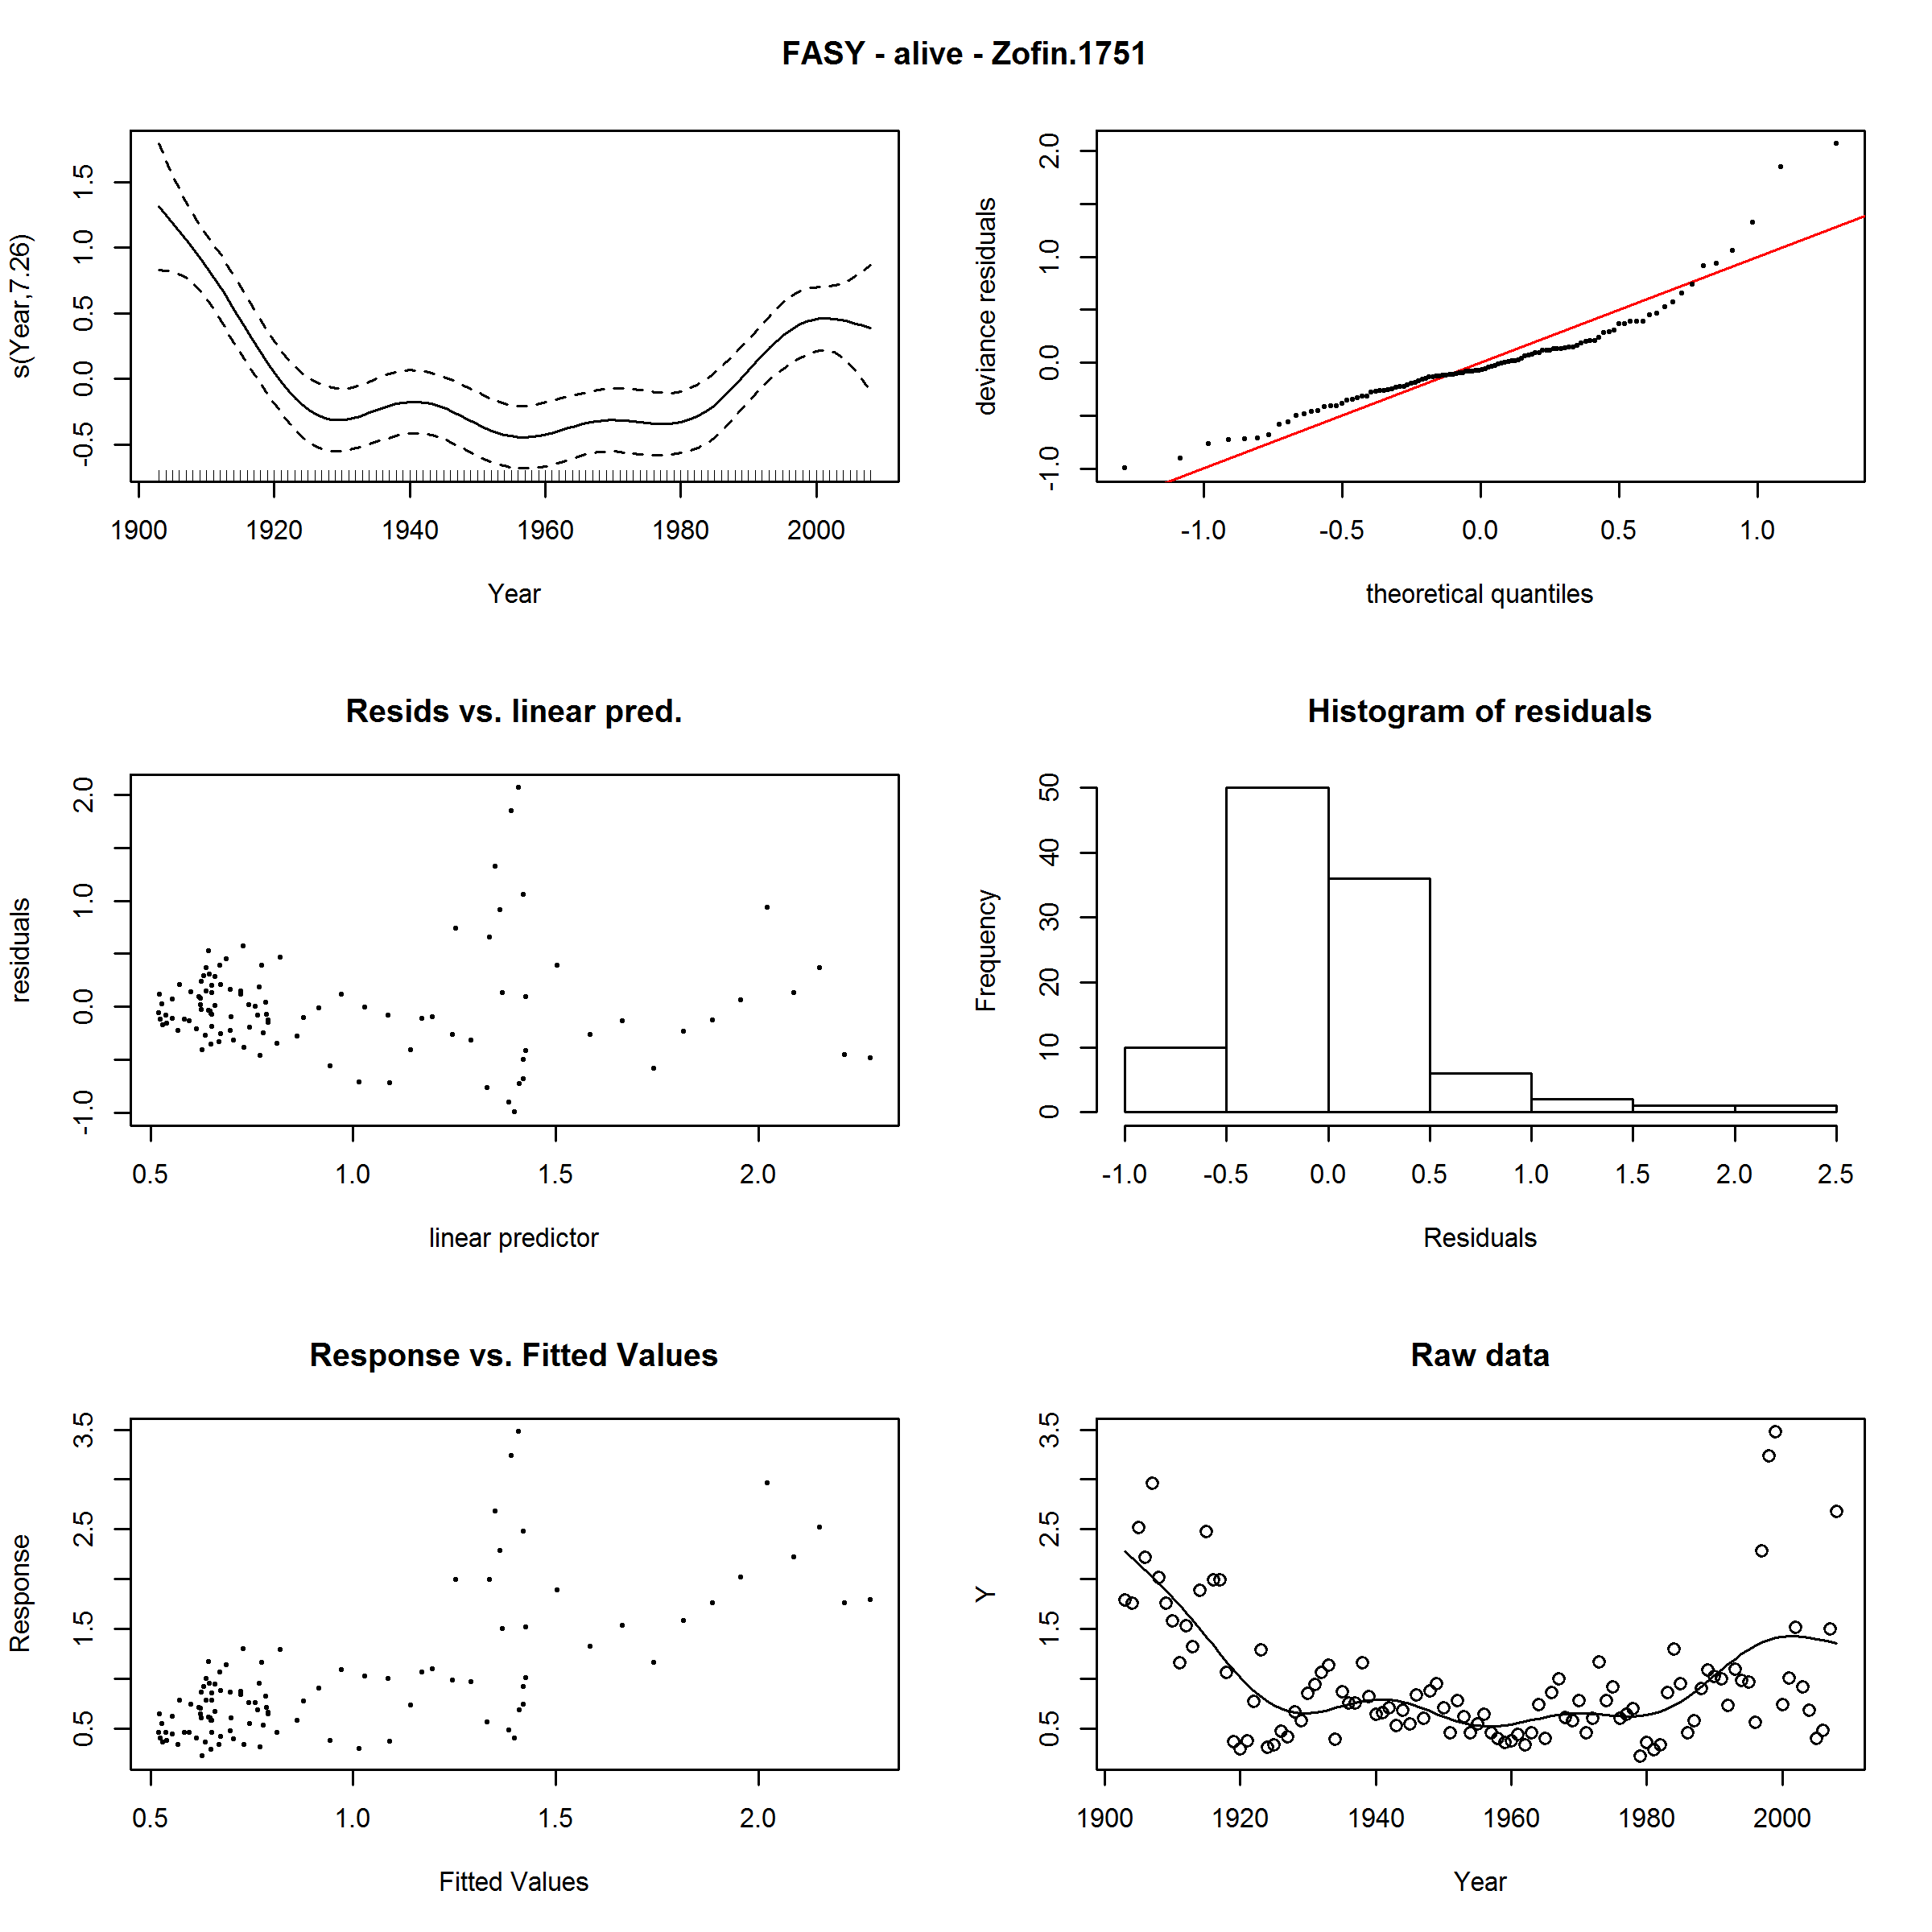 FASY - alive - Zofin.1751
s(Year,7.26)
-0.5 0.0 0.5 1.0 1.5
1900 1920 1940 1960 1980 2000
Year
deviance residuals
-1.0 0.0 1.0 2.0
-1.0 -0.5 0.0 0.5 1.0
theoretical quantiles
Resids vs. linear pred.
residuals
-1.0 0.0 1.0 2.0
0.5 1.0 1.5 2.0
linear predictor
Histogram of residuals
Frequency
0 10 20 30 40 50
-1.0 -0.5 0.0 0.5 1.0 1.5 2.0 2.5
Residuals
Response vs. Fitted Values
Response
0.5 1.5 2.5 3.5
0.5 1.0 1.5 2.0
Fitted Values
Raw data
Y
0.5 1.5 2.5 3.5
1900 1920 1940 1960 1980 2000
Year